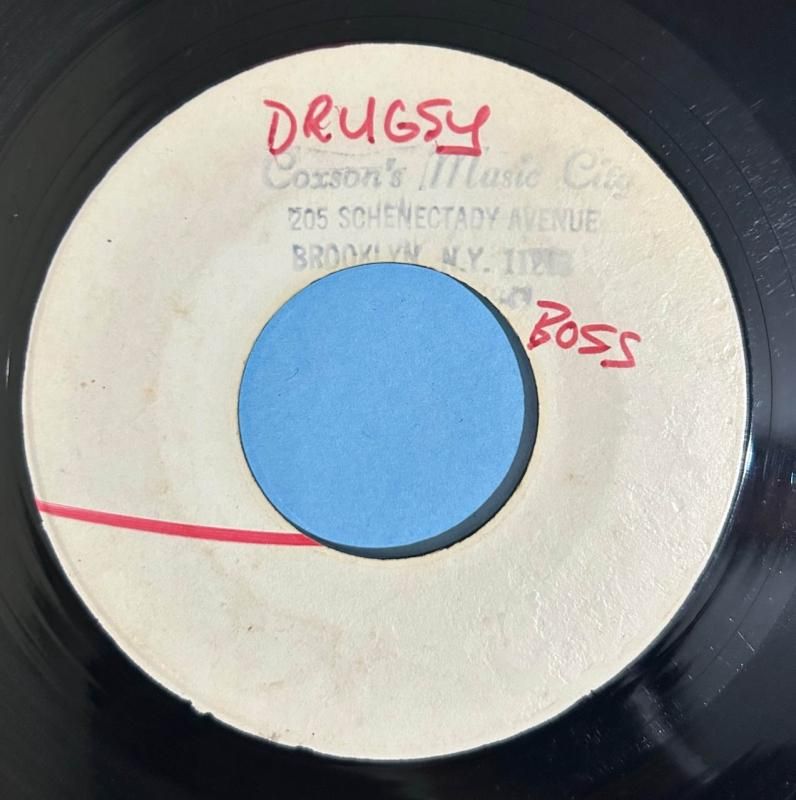 DRUGSY
Coxson's Music City
205 SCHENECTADY AVENUE
BROOKLYN, N.Y.
BOSS